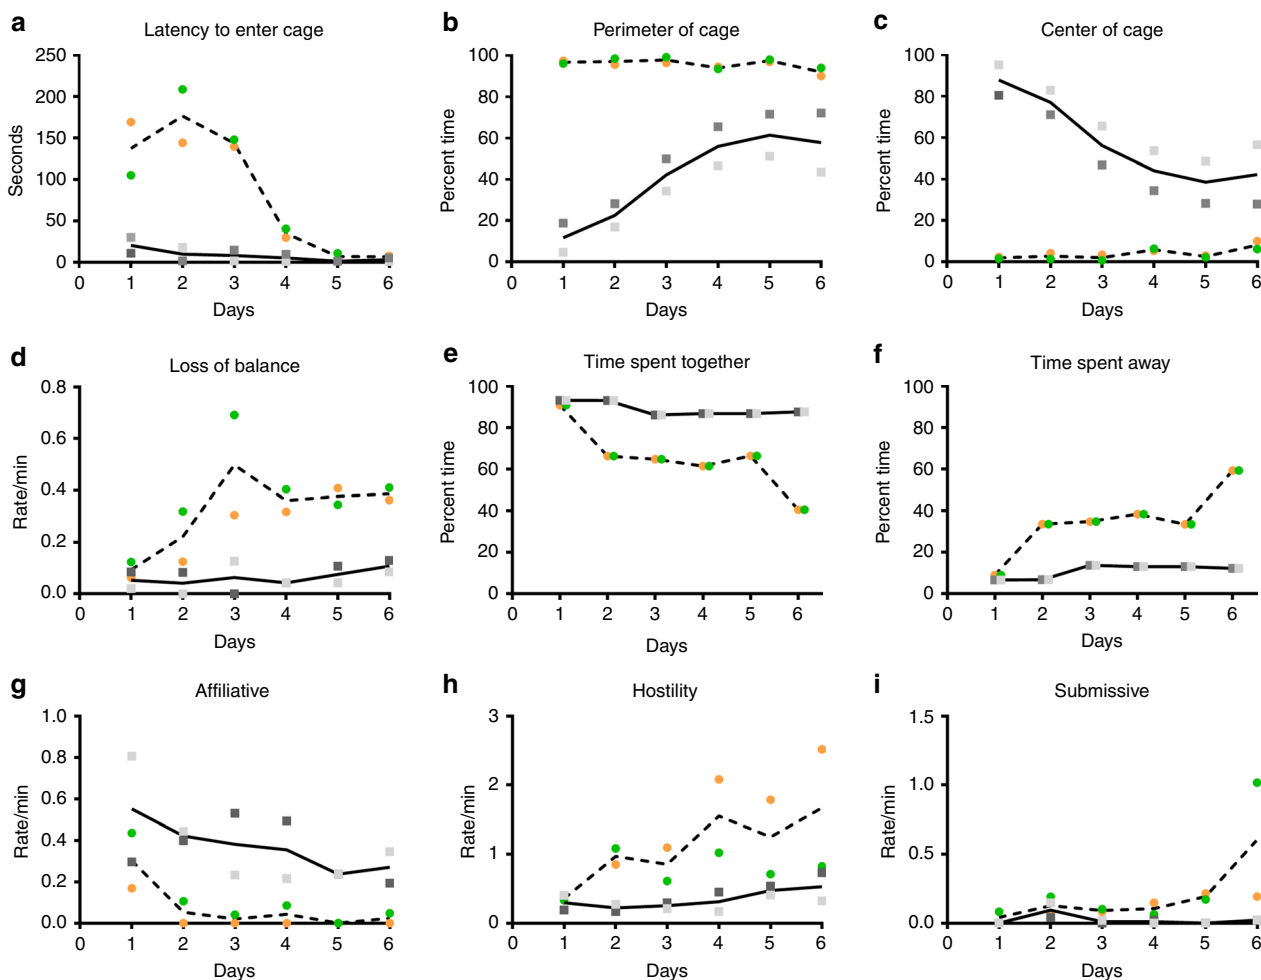 a Latency to enter cage
250
200
150
100
50
0
Seconds
0 1 2 3 4 5 6
Days
b Perimeter of cage
100
80
60
40
20
0
Percent time
0 1 2 3 4 5 6
Days
c Center of cage
100
80
60
40
20
0
Percent time
0 1 2 3 4 5 6
Days
d Loss of balance
0.8
0.6
0.4
0.2
0.0
Rate/min
0 1 2 3 4 5 6
Days
e Time spent together
100
80
60
40
20
0
Percent time
0 1 2 3 4 5 6
Days
f Time spent away
100
80
60
40
20
0
Percent time
0 1 2 3 4 5 6
Days
g Affiliative
1.0
0.8
0.6
0.4
0.2
0.0
Rate/min
0 1 2 3 4 5 6
Days
h Hostility
3
2
1
0
Rate/min
0 1 2 3 4 5 6
Days
i Submissive
1.5
1.0
0.5
0.0
Rate/min
0 1 2 3 4 5 6
Days